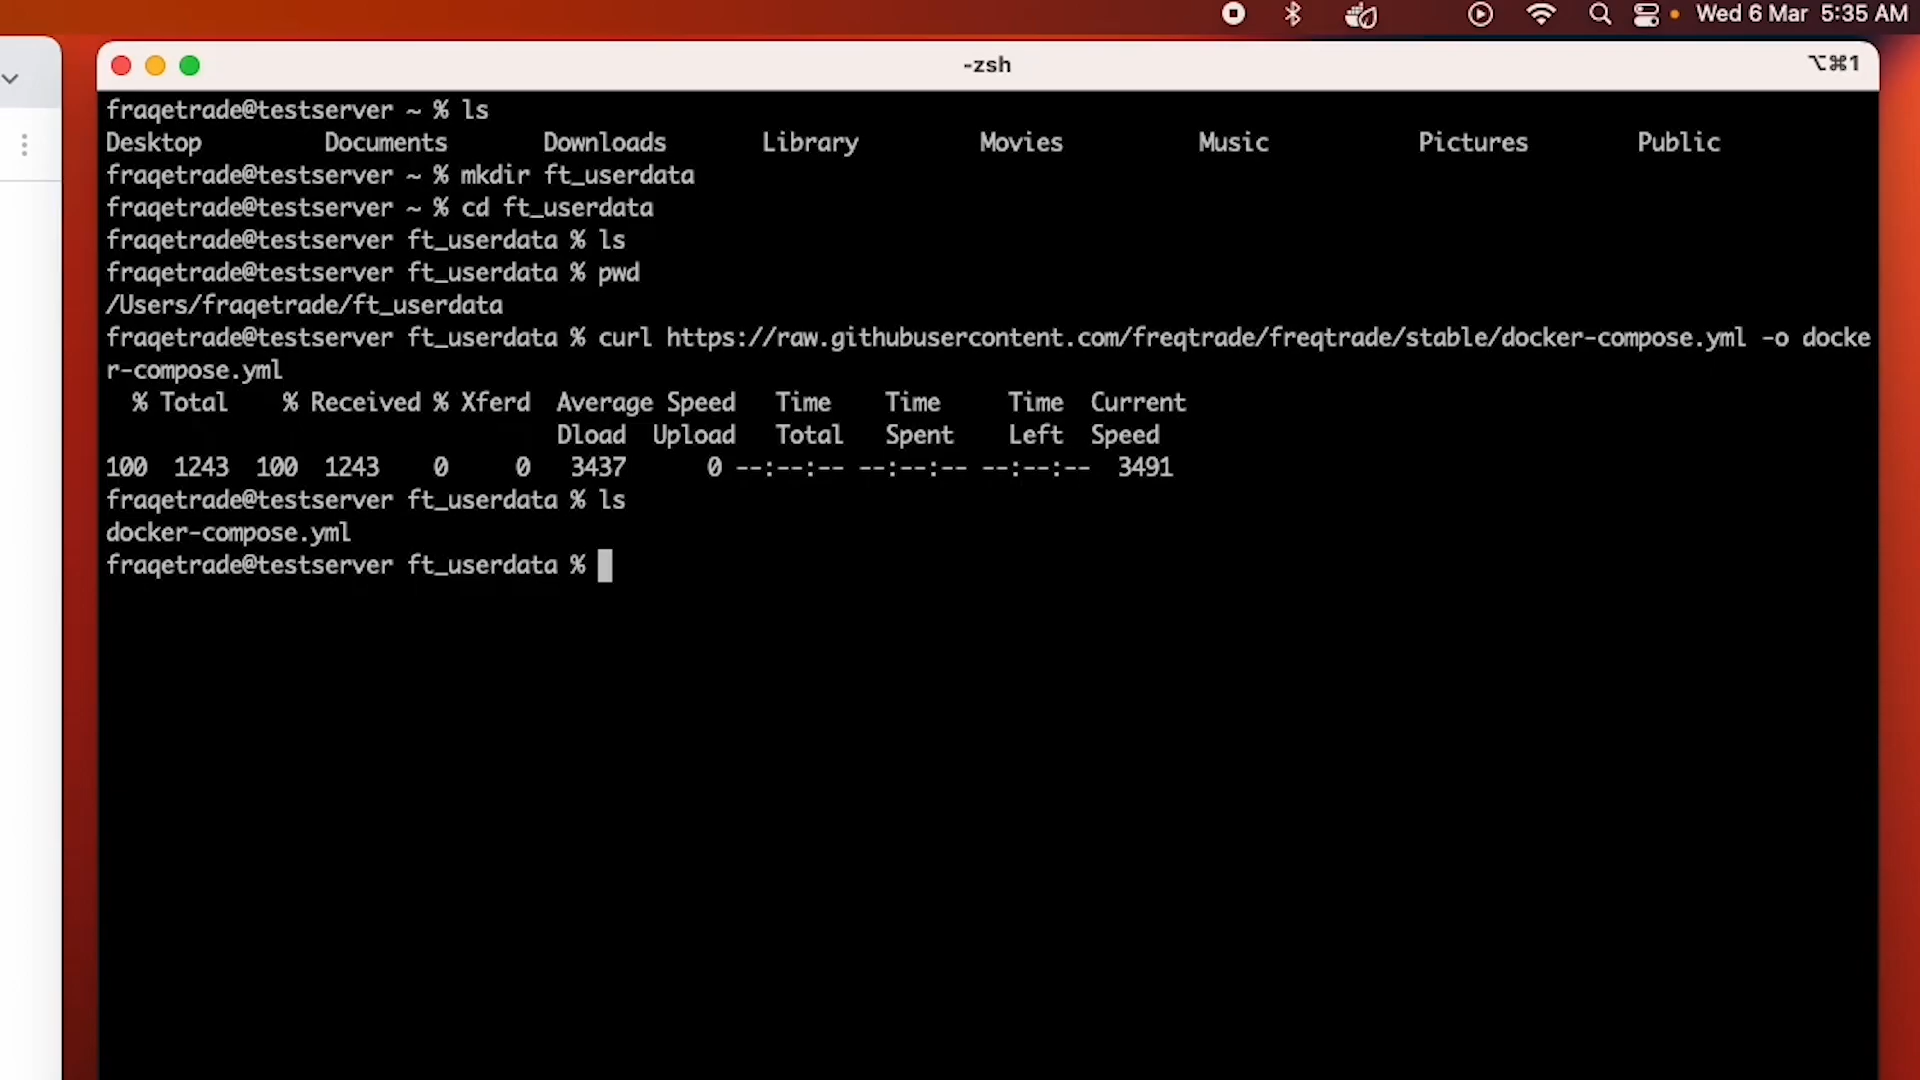 Wed 6 Mar 5:35 AM
-zsh
⌥⌘1
fraqetrade@testserver ~ % ls
Desktop Documents Downloads Library Movies Music Pictures Public
fraqetrade@testserver ~ % mkdir ft_userdata
fraqetrade@testserver ~ % cd ft_userdata
fraqetrade@testserver ft_userdata % ls
fraqetrade@testserver ft_userdata % pwd
/Users/fraqetrade/ft_userdata
fraqetrade@testserver ft_userdata % curl https://raw.githubusercontent.com/freqtrade/freqtrade/stable/docker-compose.yml -o docke
r-compose.yml
% Total % Received % Xferd Average Speed Time Time Time Current
Dload Upload Total Spent Left Speed
100 1243 100 1243 0 0 3437 0 --:--:-- --:--:-- --:--:-- 3491
fraqetrade@testserver ft_userdata % ls
docker-compose.yml
fraqetrade@testserver ft_userdata %